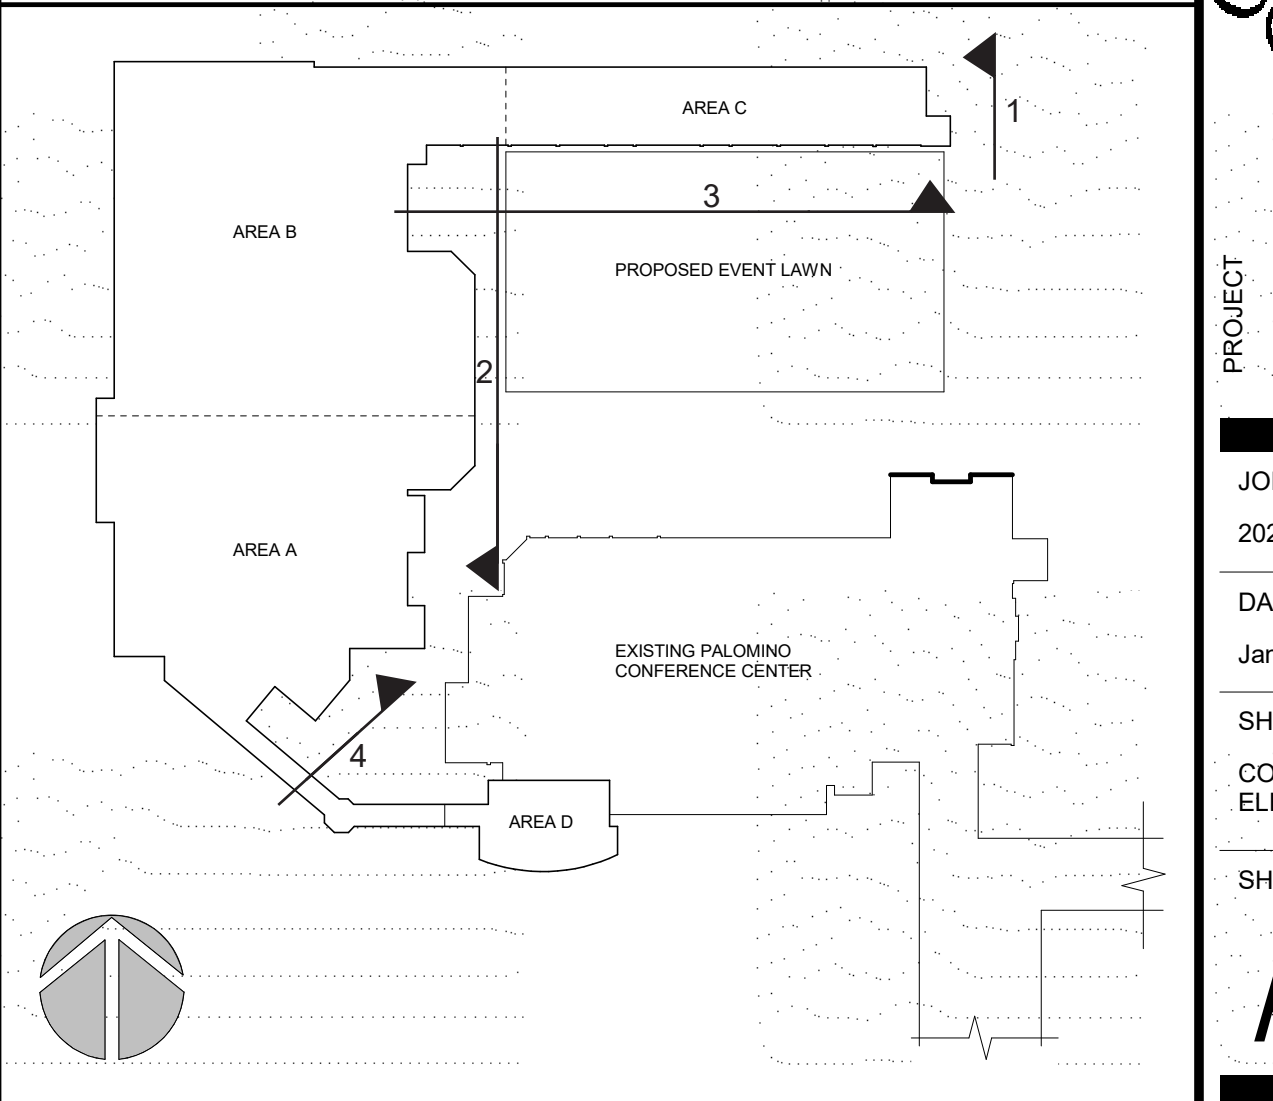 AREA C
1
3
AREA B
PROPOSED EVENT LAWN
2
AREA A
EXISTING PALOMINO
CONFERENCE CENTER
4
AREA D
PROJECT